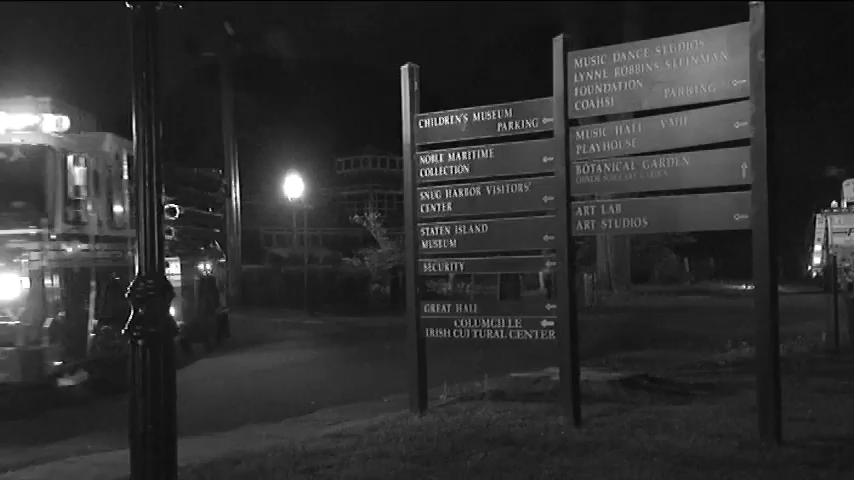 CHILDREN'S MUSEUM
PARKING
NOBLE MARITIME
COLLECTION
SNUG HARBOR VISITORS'
CENTER
STATEN ISLAND
MUSEUM
SECURITY
GREAT HALL
COLUMCILLE
IRISH CULTURAL CENTER
MUSIC DANCE STUDIOS
LYNNE ROBBINS STEINMAN
FOUNDATION PARKING
COAHSI
MUSIC HALL VMH
PLAYHOUSE
BOTANICAL GARDEN
ART LAB
ART STUDIOS